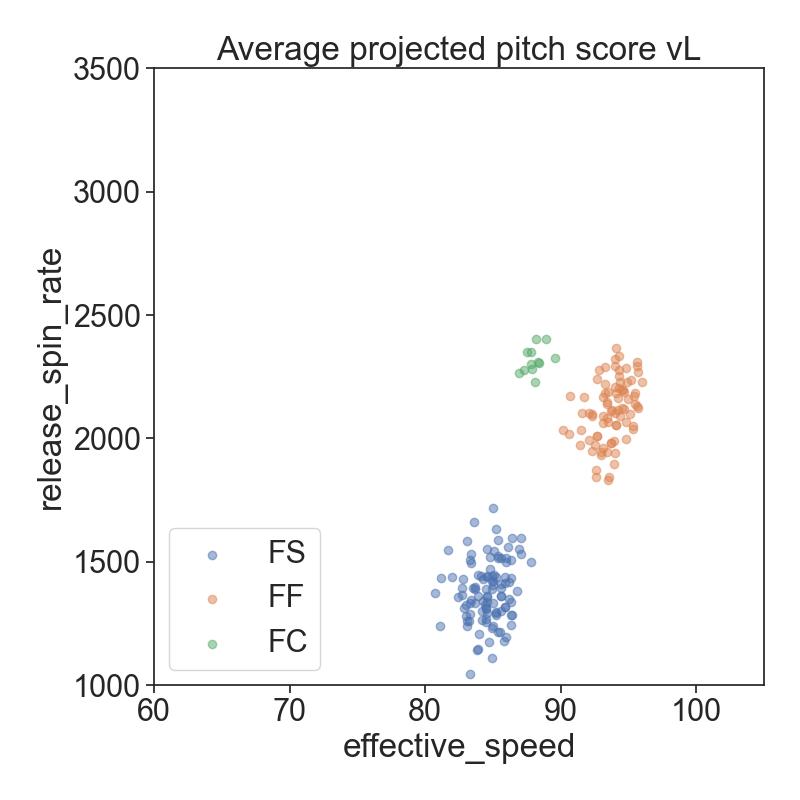 Average projected pitch score vL
3500
3000
2500
2000
1500
1000
release_spin_rate
FS
FF
FC
60
70
80
90
100
effective_speed